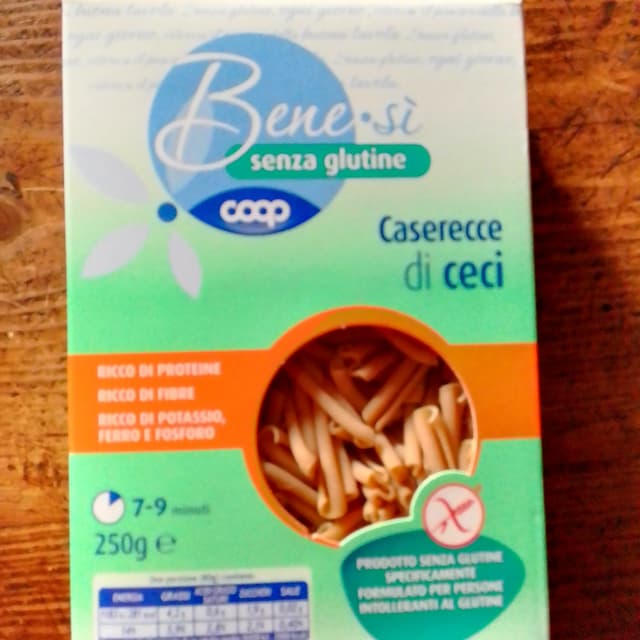 Bene·sì
senza glutine
coop
Caserecce
di ceci
RICCO DI PROTEINE
RICCO DI FIBRE
RICCO DI POTASSIO,
FERRO E FOSFORO
7-9 minuti
250g e
PRODOTTO SENZA GLUTINE
SPECIFICAMENTE
FORMULATO PER PERSONE
INTOLLERANTI AL GLUTINE
ENERGIA GRASSI ZUCCHERI SALE